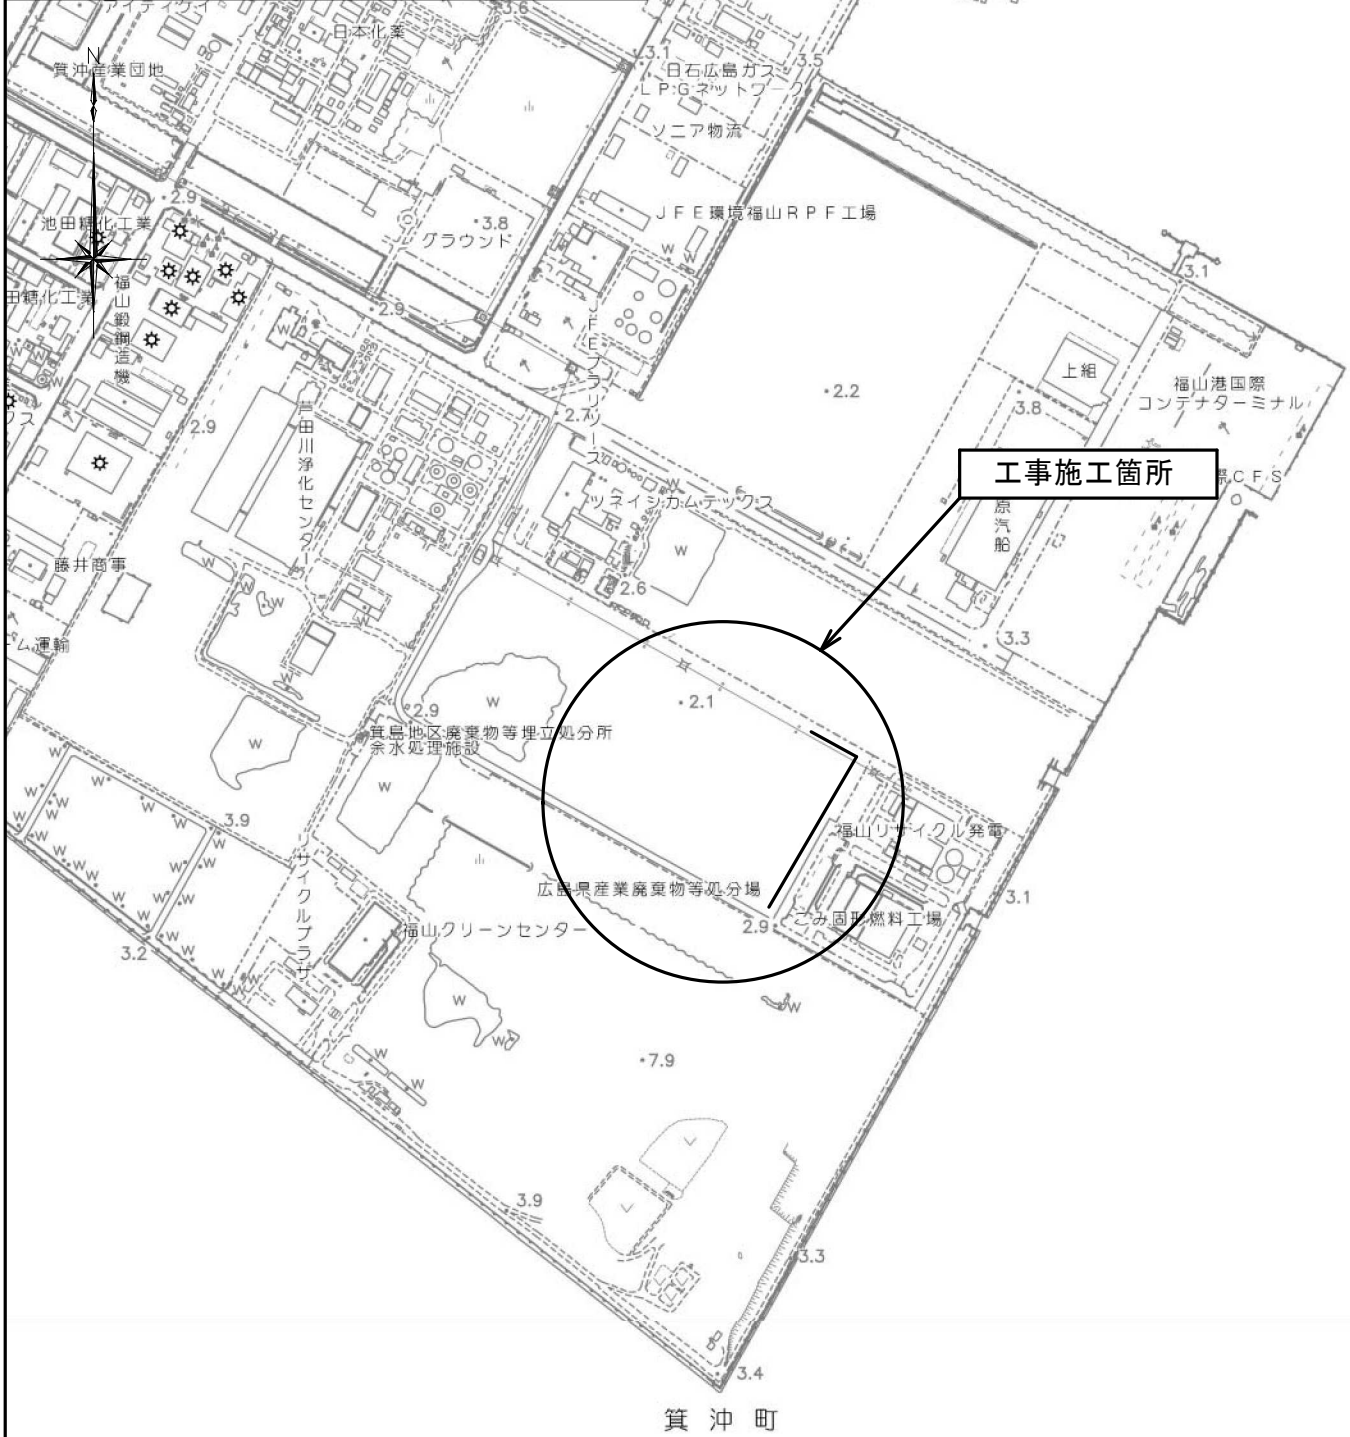 アイティケイ
3.6
日本化薬
N
3.1
3.5
箕沖産業団地
日石広島ガス
LPGネットワーク
ソニア物流
2.9
池田糖化工業
3.8
グラウンド
JFE環境福山RPF工場
W
W
3.1
田糖化工業
福山鍛鋼造機
2.9
JFEプラリソース
上組
福山港国際
コンテナターミナル
2.2
3.8
2.7
2.9
クス
芦田川浄化センター
工事施工箇所
際CFS
W
ツネイシカムテックス
原汽船
W
藤井商事
W
W
2.6
W
3.3
ーム運輸
W
W
2.1
2.9
箕島地区廃棄物等埋立処分所
余水処理施設
W
W
3.9
福山リサイクル発電
広島県産業廃棄物等処分場
3.1
リサイクルプラザ
福山クリーンセンター
2.9
ごみ固形燃料工場
3.2
W
W
W
7.9
W
W
3.9
3.3
3.4
箕沖町